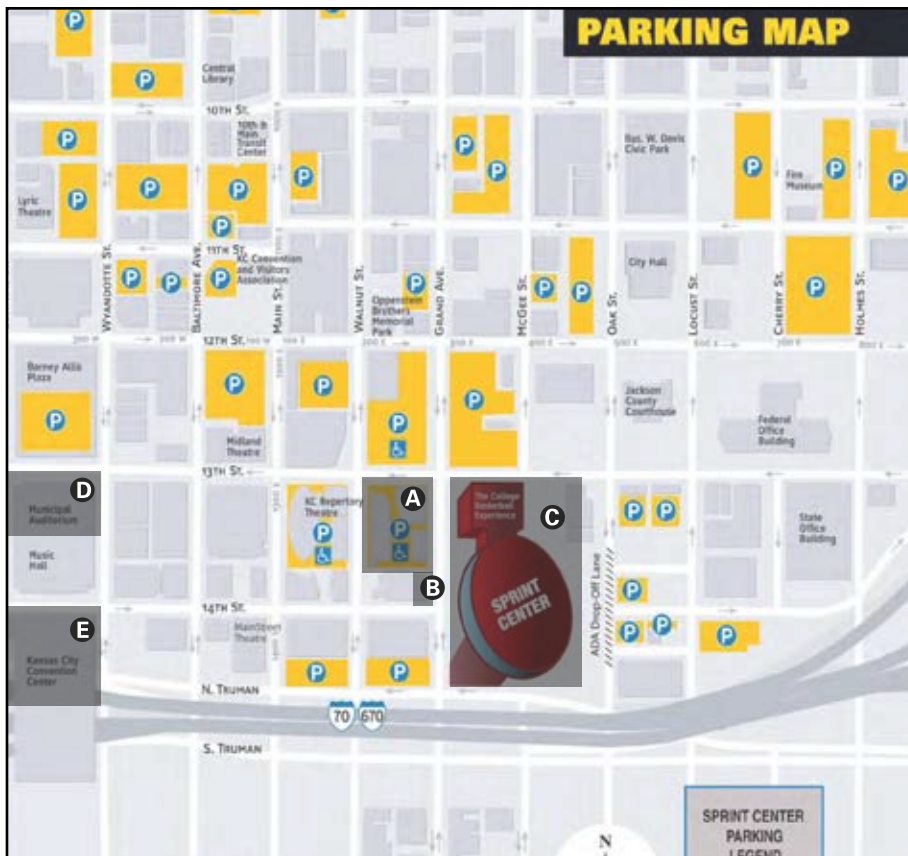 PARKING MAP
Central
Library
10TH ST.
10th &
Main
Transit
Center
Lyric
Theatre
Civic Park
Fire
Museum
11TH ST.
KC Convention
and Visitors
Association
City Hall
Oppenstein
Brothers
Memorial
Park
WYANDOTTE ST.
BALTIMORE AVE.
MAIN ST.
WALNUT ST.
GRAND AVE.
MCGEE ST.
OAK ST.
LOCUST ST.
CHERRY ST.
HOLMES ST.
12TH ST.
Barney Allis
Plaza
Midland
Theatre
Jackson
County
Courthouse
Federal
Office
Building
13TH ST.
D
Municipal
Auditorium
Music
Hall
KC Repertory
Theatre
A
B
The College
Basketball
Experience
C
SPRINT
CENTER
ADA Drop-Off Lane
State
Office
Building
14TH ST.
E
Kansas City
Convention
Center
MainStreet
Theatre
N. TRUMAN
70 670
S. TRUMAN
N
SPRINT CENTER
PARKING
LEGEND
P